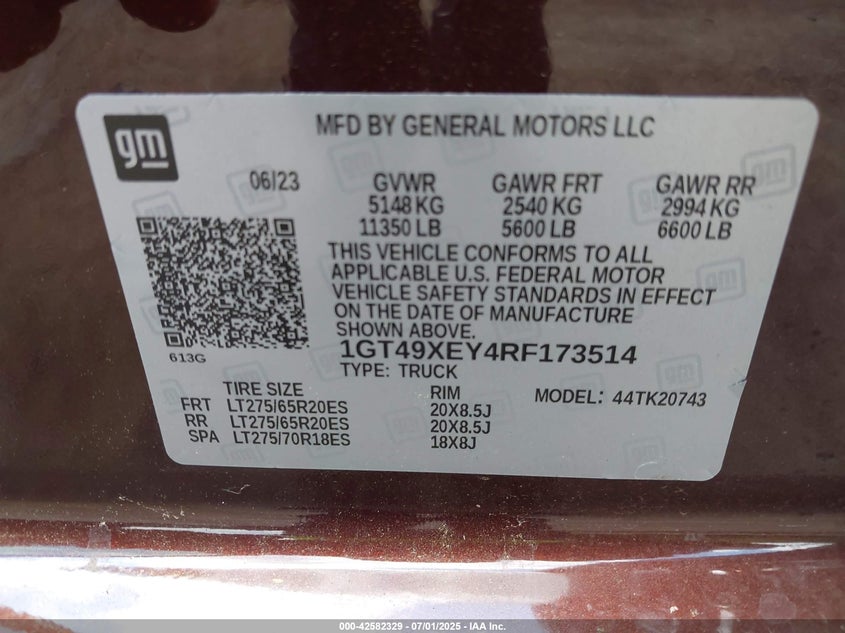 gm
MFD BY GENERAL MOTORS LLC
06/23
GVWR
5148 KG
11350 LB
GAWR FRT
2540 KG
5600 LB
GAWR RR
2994 KG
6600 LB
THIS VEHICLE CONFORMS TO ALL
APPLICABLE U.S. FEDERAL MOTOR
VEHICLE SAFETY STANDARDS IN EFFECT
ON THE DATE OF MANUFACTURE
SHOWN ABOVE.
613G
1GT49XEY4RF173514
TYPE: TRUCK
TIRE SIZE RIM MODEL: 44TK20743
FRT LT275/65R20ES 20X8.5J
RR LT275/65R20ES 20X8.5J
SPA LT275/70R18ES 18X8J
000-42582329 - 07/01/2025 - IAA Inc.